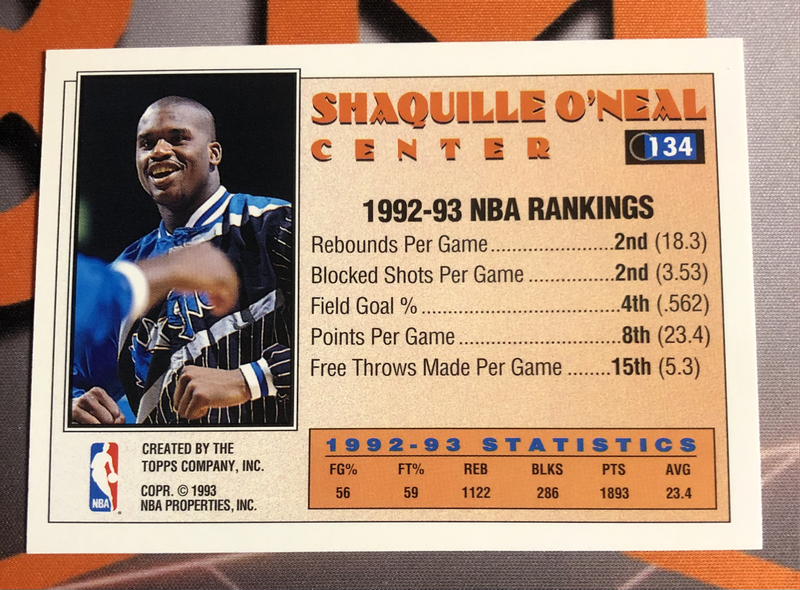 SHAQUILLE O'NEAL
CENTER
134
1992-93 NBA RANKINGS
Rebounds Per Game....................2nd (18.3)
Blocked Shots Per Game..............2nd (3.53)
Field Goal %...............................4th (.562)
Points Per Game.........................8th (23.4)
Free Throws Made Per Game.......15th (5.3)
1992-93 STATISTICS
FG% FT% REB BLKS PTS AVG
56 59 1122 286 1893 23.4
NBA
CREATED BY THE
TOPPS COMPANY, INC.
COPR. © 1993
NBA PROPERTIES, INC.